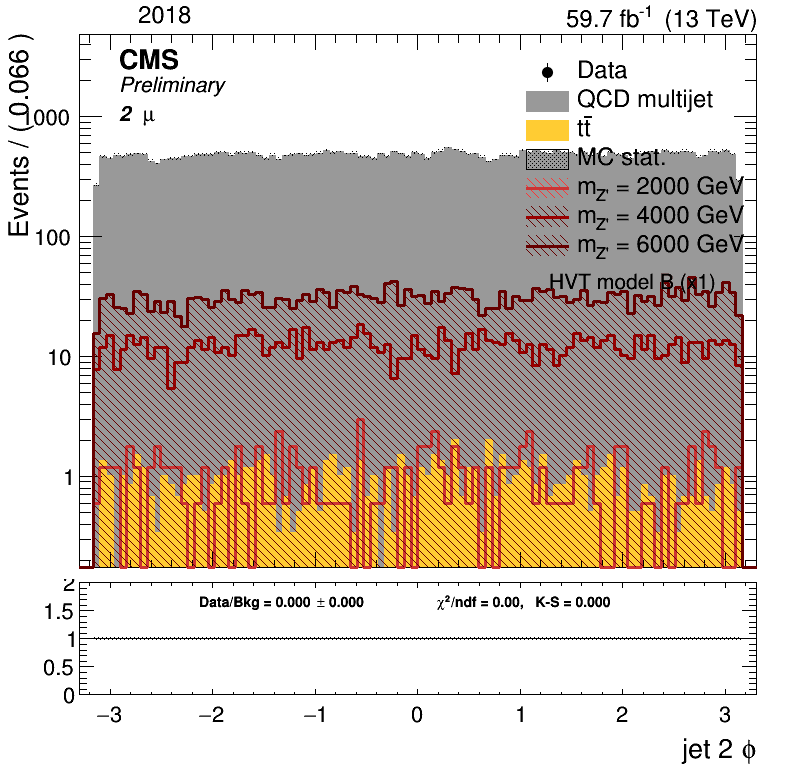 2018
59.7 fb⁻¹ (13 TeV)
Events / ( 0.066 )
CMS
Preliminary
2 μ
Data
QCD multijet
tt̄
MC stat.
m_Z' = 2000 GeV
m_Z' = 4000 GeV
m_Z' = 6000 GeV
HVT model B (x1)
1000
100
10
1
Data/Bkg = 0.000 ± 0.000
χ²/ndf = 0.00, K-S = 0.000
2
1.5
1
0.5
0
−3 −2 −1 0 1 2 3
jet 2 ϕ